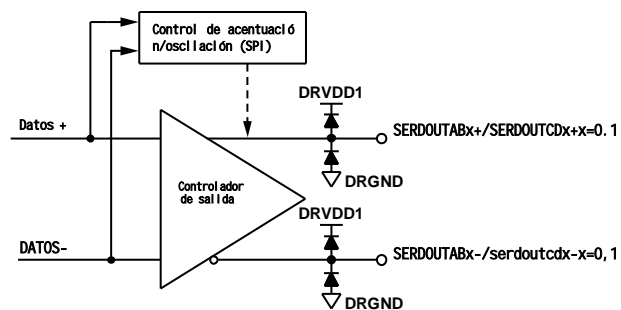 Control de acentuació
n/oscilación (SPI)
DRVDD1
Datos +
SERDOUTABx+/SERDOUTCDx+x=0.1
DRGND
Controlador
de salida
DRVDD1
DATOS-
SERDOUTABx-/serdoutcdx-x=0,1
DRGND